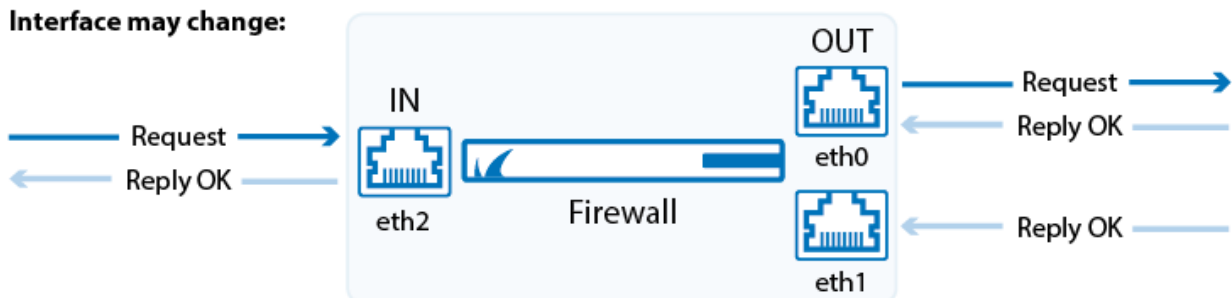 Interface may change:
OUT
IN
Request
Request
Reply OK
Reply OK
eth0
eth2
Firewall
Reply OK
eth1